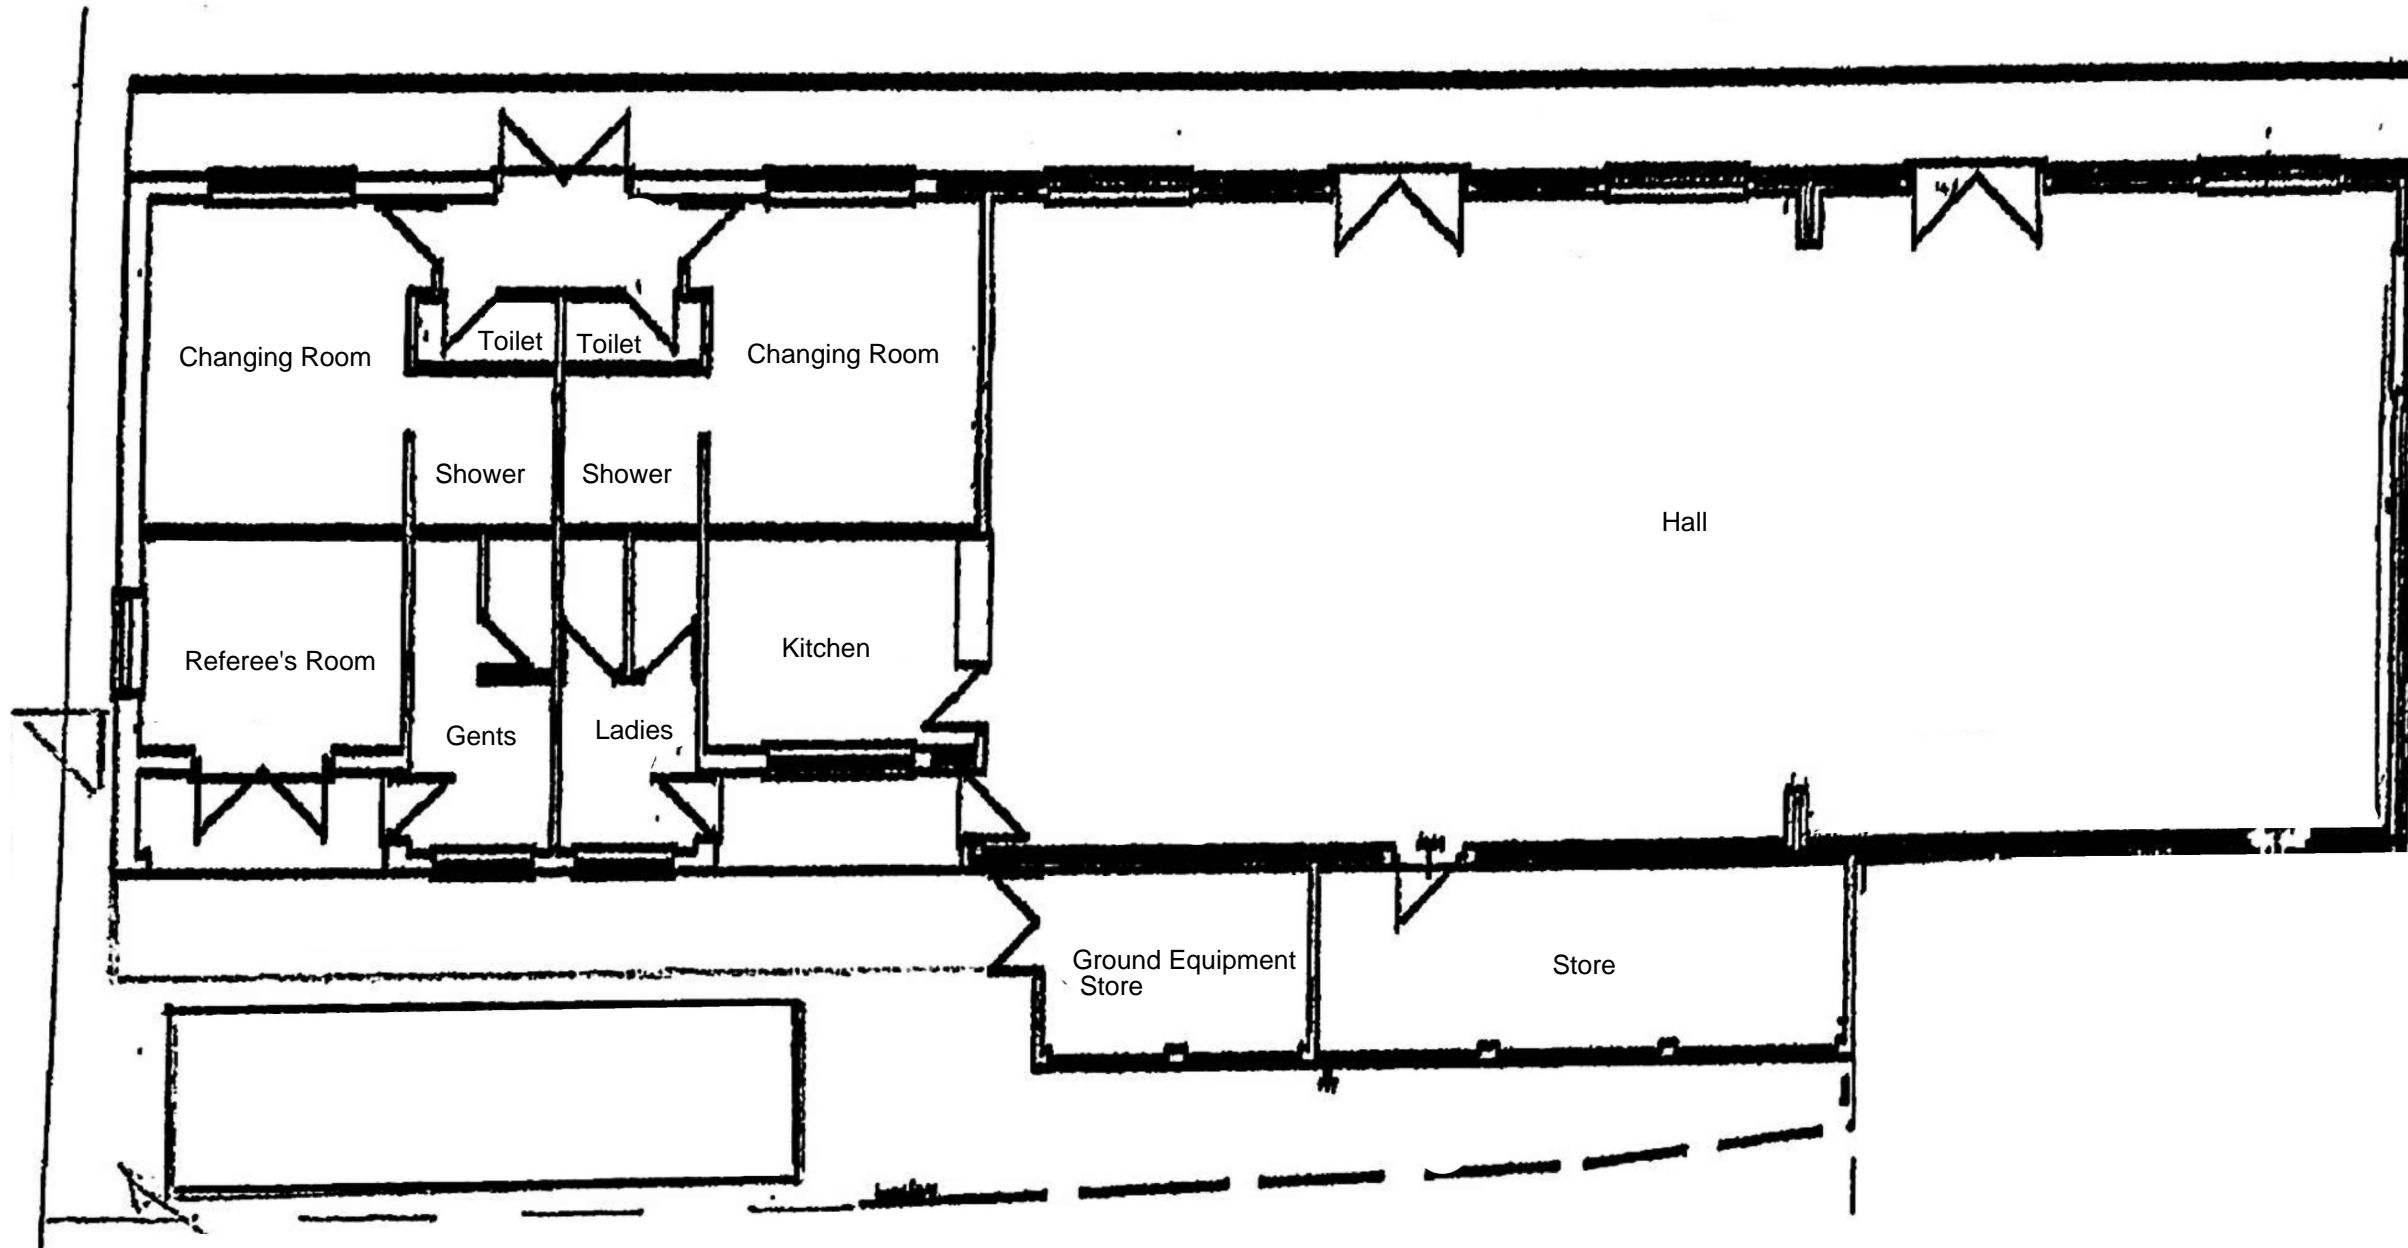 Toilet
Toilet
Changing Room
Changing Room
Shower
Shower
Hall
Referee's Room
Kitchen
Gents
Ladies
Ground Equipment
Store
Store